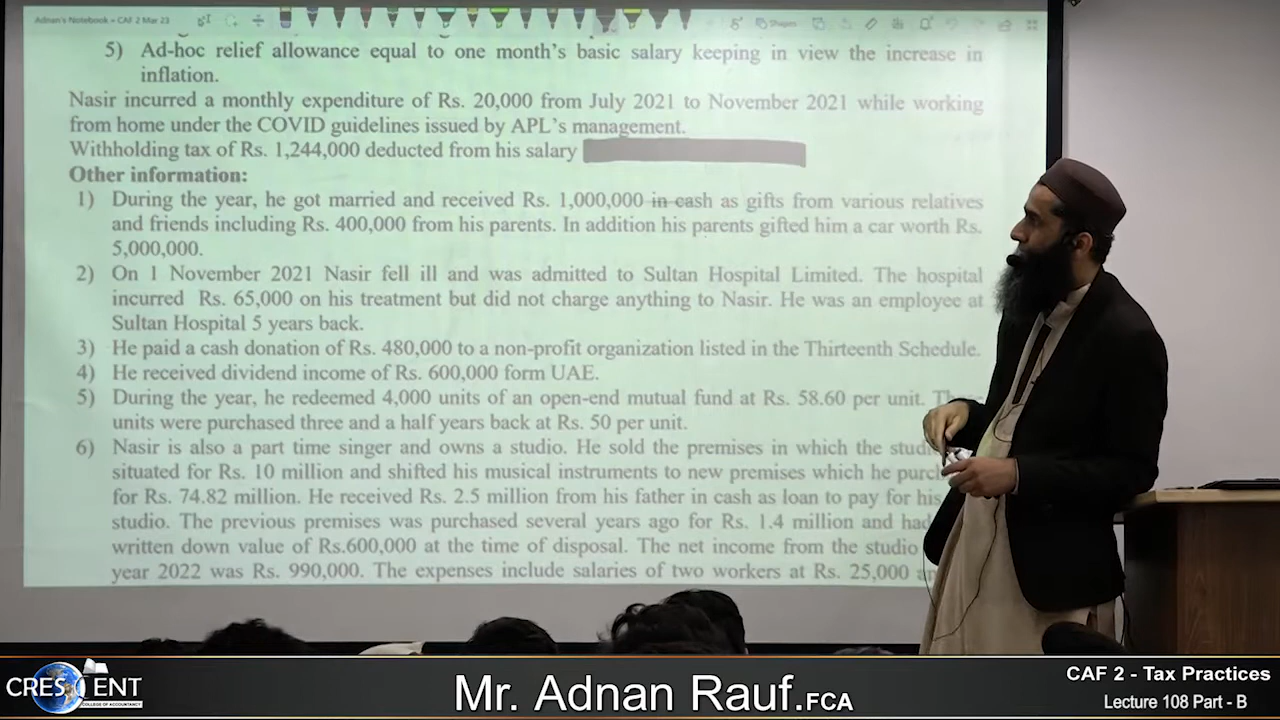 Adnan's Notebook » CAF 2 Mar 23
Shapes
5) Ad-hoc relief allowance equal to one month's basic salary keeping in view the increase in
inflation.
Nasir incurred a monthly expenditure of Rs. 20,000 from July 2021 to November 2021 while working
from home under the COVID guidelines issued by APL's management.
Withholding tax of Rs. 1,244,000 deducted from his salary
Other information:
1) During the year, he got married and received Rs. 1,000,000 in cash as gifts from various relatives
and friends including Rs. 400,000 from his parents. In addition his parents gifted him a car worth Rs.
5,000,000.
2) On 1 November 2021 Nasir fell ill and was admitted to Sultan Hospital Limited. The hospital
incurred Rs. 65,000 on his treatment but did not charge anything to Nasir. He was an employee at
Sultan Hospital 5 years back.
3) He paid a cash donation of Rs. 480,000 to a non-profit organization listed in the Thirteenth Schedule.
4) He received dividend income of Rs. 600,000 form UAE.
5) During the year, he redeemed 4,000 units of an open-end mutual fund at Rs. 58.60 per unit.
units were purchased three and a half years back at Rs. 50 per unit.
6) Nasir is also a part time singer and owns a studio. He sold the premises in which the
situated for Rs. 10 million and shifted his musical instruments to new premises which he
for Rs. 74.82 million. He received Rs. 2.5 million from his father in cash as loan to pay for his
studio. The previous premises was purchased several years ago for Rs. 1.4 million and had
written down value of Rs.600,000 at the time of disposal. The net income from the studio
year 2022 was Rs. 990,000. The expenses include salaries of two workers at Rs. 25,000
CRESCENT
COLLEGE OF ACCOUNTANCY
Mr. Adnan Rauf.FCA
CAF 2 - Tax Practices
Lecture 108 Part - B